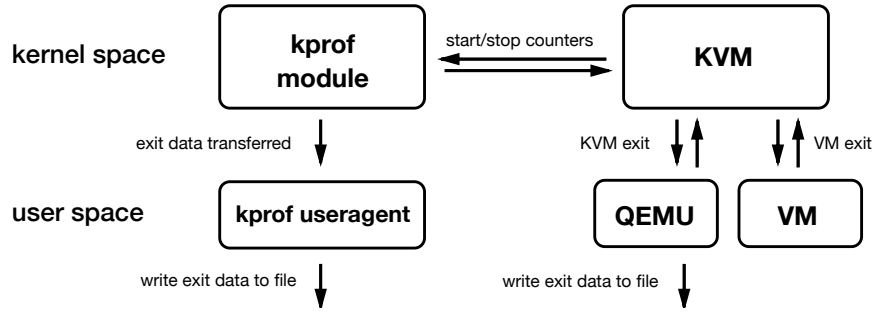 kernel space
kprof
module
start/stop counters
KVM
exit data transferred
KVM exit
VM exit
user space
kprof useragent
QEMU
VM
write exit data to file
write exit data to file